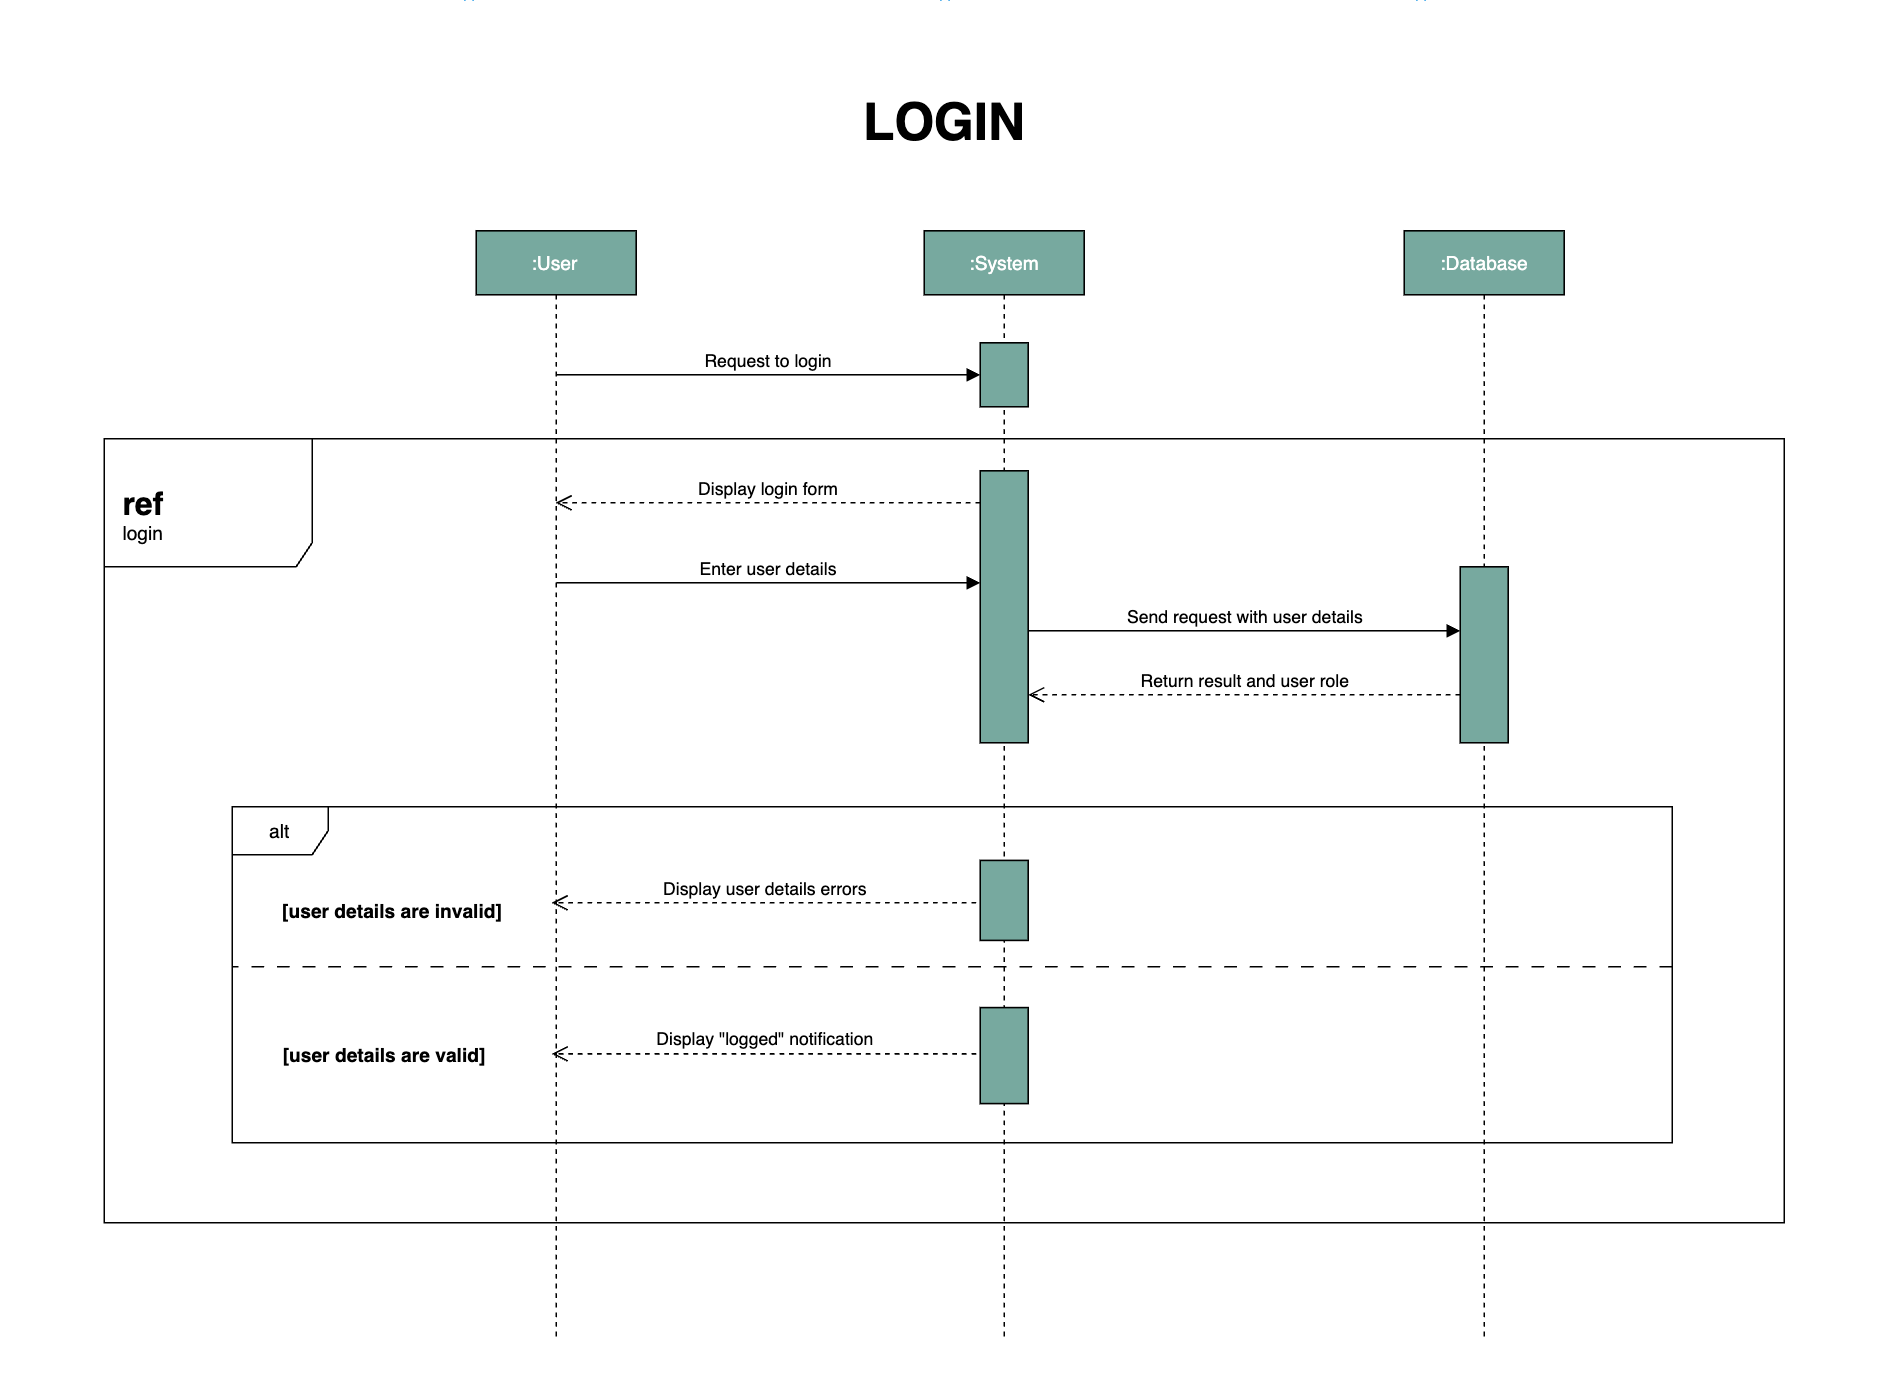 LOGIN
:User
:System
:Database
Request to login
ref
login
Display login form
Enter user details
Send request with user details
Return result and user role
alt
Display user details errors
[user details are invalid]
Display "logged" notification
[user details are valid]